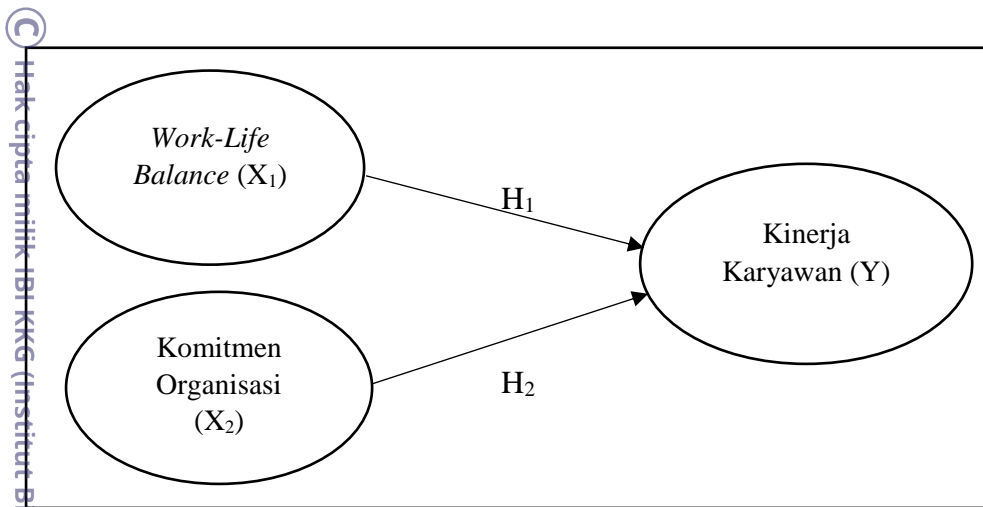 © Hak cipta milik IBI KKG (Institut B
Work-Life
Balance (X₁)
H₁
Kinerja
Karyawan (Y)
Komitmen
Organisasi
(X₂)
H₂